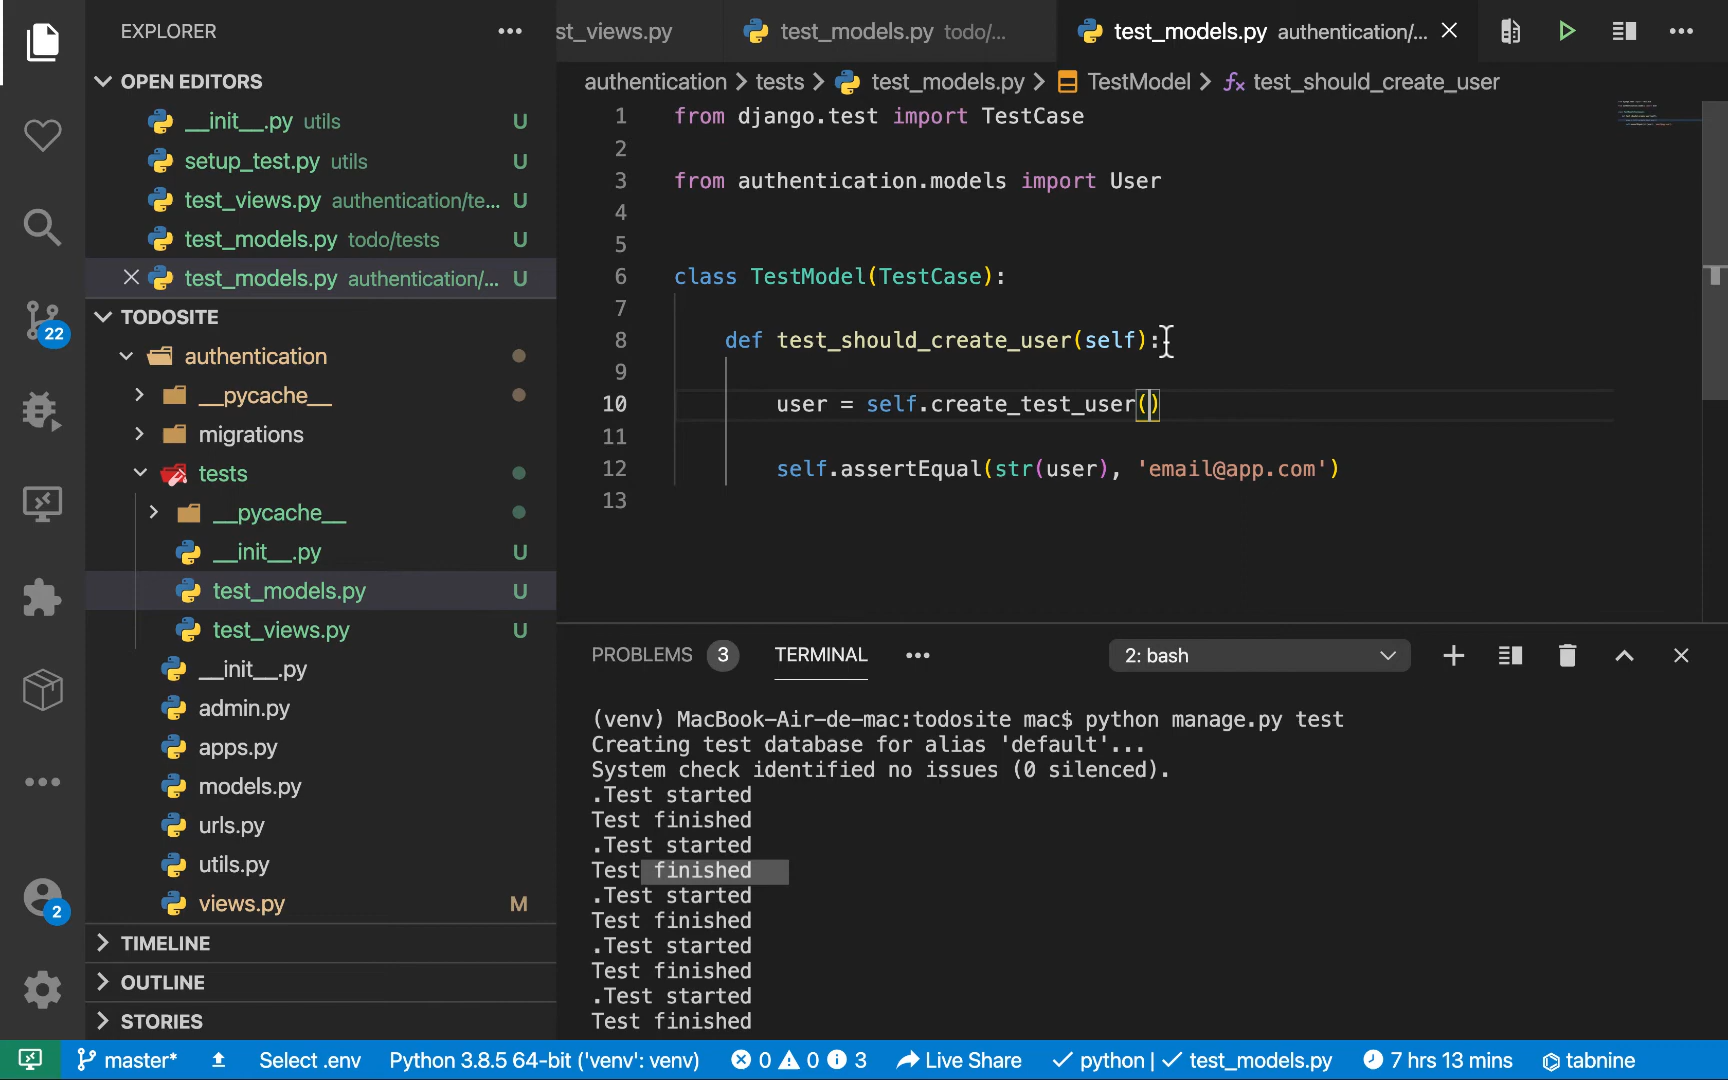 EXPLORER
OPEN EDITORS
__init__.py utils U
setup_test.py utils U
test_views.py authentication/te... U
test_models.py todo/tests U
test_models.py authentication/... U
TODOSITE
authentication
__pycache__
migrations
tests
__pycache__
__init__.py U
test_models.py U
test_views.py U
__init__.py
admin.py
apps.py
models.py
urls.py
utils.py
views.py M
TIMELINE
OUTLINE
STORIES
22
2
st_views.py test_models.py todo/... test_models.py authentication/...
authentication > tests > test_models.py > TestModel > test_should_create_user
1 from django.test import TestCase
2
3 from authentication.models import User
4
5
6 class TestModel(TestCase):
7
8 def test_should_create_user(self):
9
10 user = self.create_test_user()
11
12 self.assertEqual(str(user), 'email@app.com')
13
PROBLEMS 3 TERMINAL 2: bash
(venv) MacBook-Air-de-mac:todosite mac$ python manage.py test
Creating test database for alias 'default'...
System check identified no issues (0 silenced).
.Test started
Test finished
.Test started
Test finished
.Test started
Test finished
.Test started
Test finished
.Test started
Test finished
master* Select .env Python 3.8.5 64-bit ('venv': venv) 0 0 3 Live Share python | test_models.py 7 hrs 13 mins tabnine